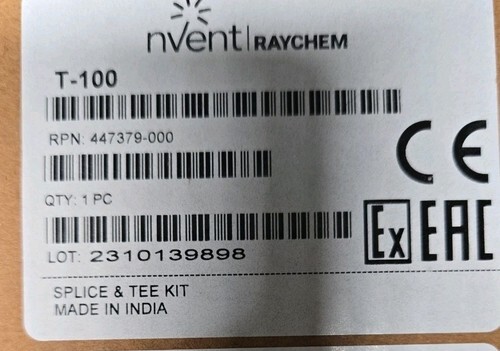 nVent | RAYCHEM
T-100
RPN: 447379-000
QTY: 1 PC
LOT: 2310139898
CE
Ex EAC
SPLICE & TEE KIT
MADE IN INDIA